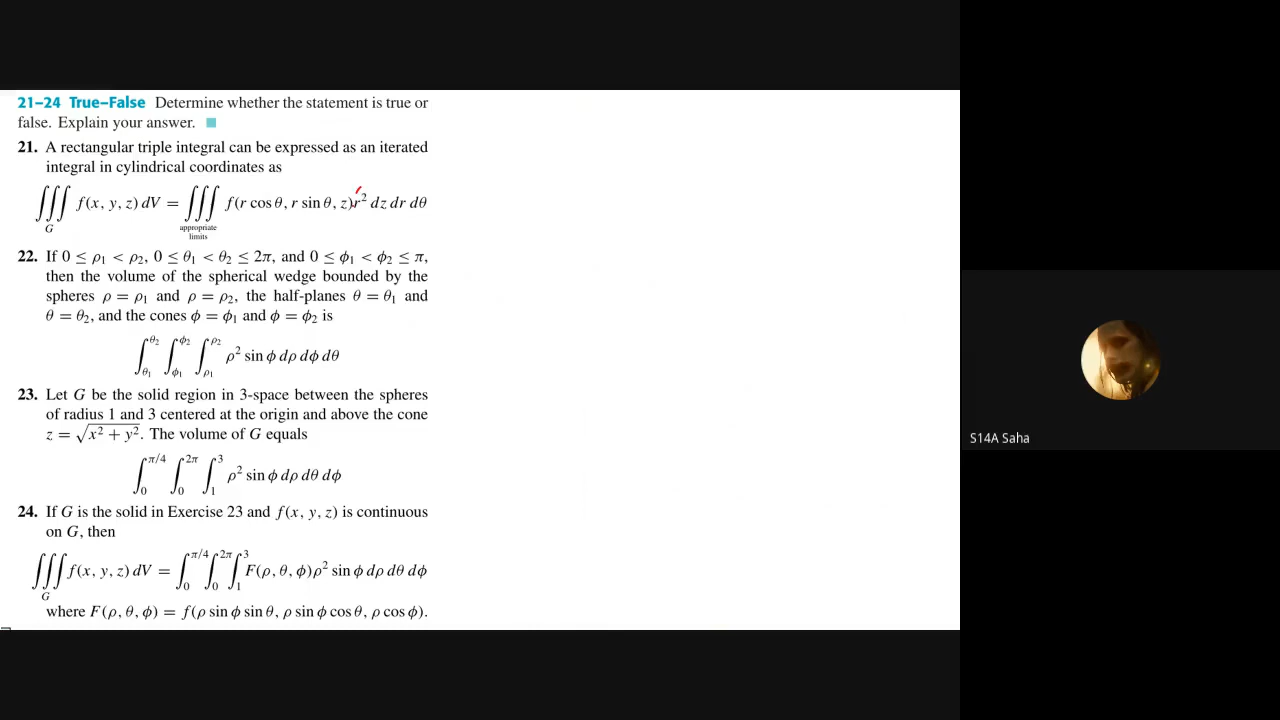 21–24 True–False Determine whether the statement is true or
false. Explain your answer.
21. A rectangular triple integral can be expressed as an iterated
integral in cylindrical coordinates as
∭_G f(x, y, z) dV = ∭_{appropriate limits} f(r cos θ, r sin θ, z)r² dz dr dθ
22. If 0 ≤ ρ₁ < ρ₂, 0 ≤ θ₁ < θ₂ ≤ 2π, and 0 ≤ ϕ₁ < ϕ₂ ≤ π,
then the volume of the spherical wedge bounded by the
spheres ρ = ρ₁ and ρ = ρ₂, the half-planes θ = θ₁ and
θ = θ₂, and the cones ϕ = ϕ₁ and ϕ = ϕ₂ is
∫_{θ₁}^{θ₂} ∫_{ϕ₁}^{ϕ₂} ∫_{ρ₁}^{ρ₂} ρ² sin ϕ dρ dϕ dθ
23. Let G be the solid region in 3-space between the spheres
of radius 1 and 3 centered at the origin and above the cone
z = √(x² + y²). The volume of G equals
∫_0^{π/4} ∫_0^{2π} ∫_1^3 ρ² sin ϕ dρ dθ dϕ
24. If G is the solid in Exercise 23 and f(x, y, z) is continuous
on G, then
∭_G f(x, y, z) dV = ∫_0^{π/4} ∫_0^{2π} ∫_1^3 F(ρ, θ, ϕ)ρ² sin ϕ dρ dθ dϕ
where F(ρ, θ, ϕ) = f(ρ sin ϕ sin θ, ρ sin ϕ cos θ, ρ cos ϕ).
S14A Saha